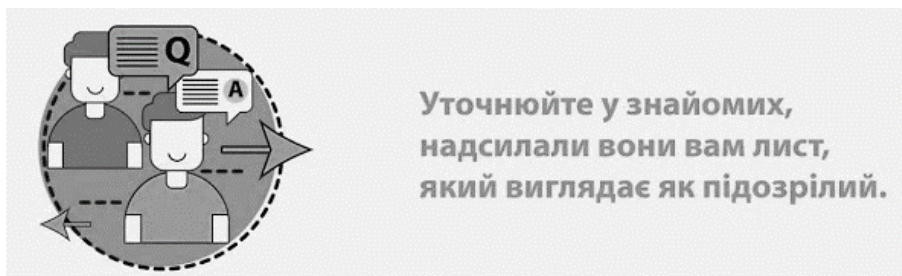 Q
A
Уточнюйте у знайомих,
надсилали вони вам лист,
який виглядає як підозрілий.